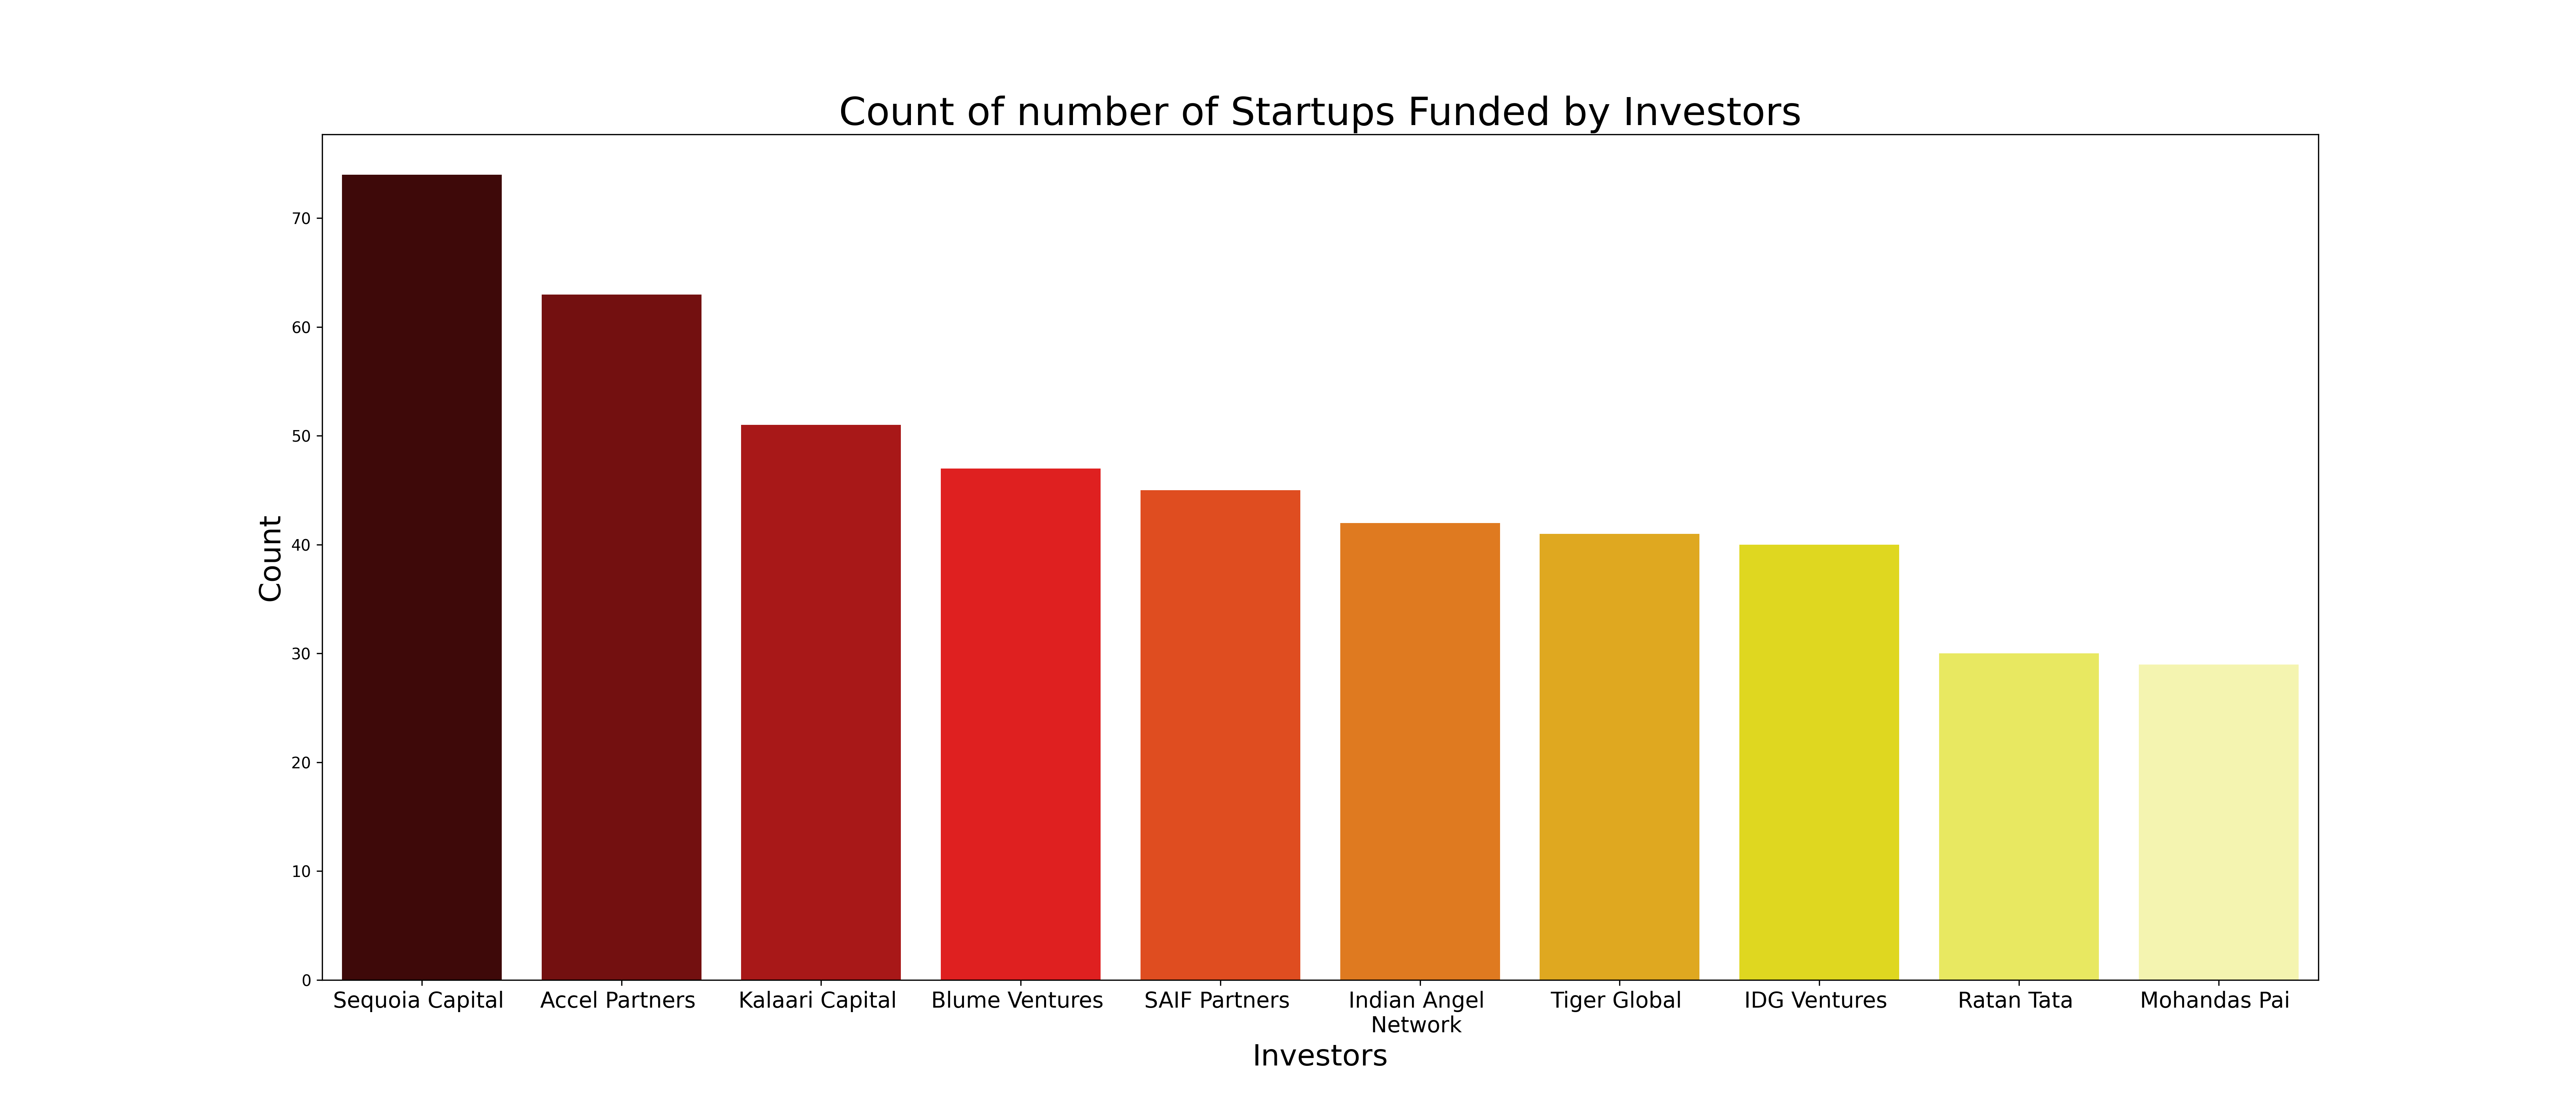 Count of number of Startups Funded by Investors
Count
70
60
50
40
30
20
10
0
Sequoia Capital
Accel Partners
Kalaari Capital
Blume Ventures
SAIF Partners
Indian Angel
Network
Tiger Global
IDG Ventures
Ratan Tata
Mohandas Pai
Investors